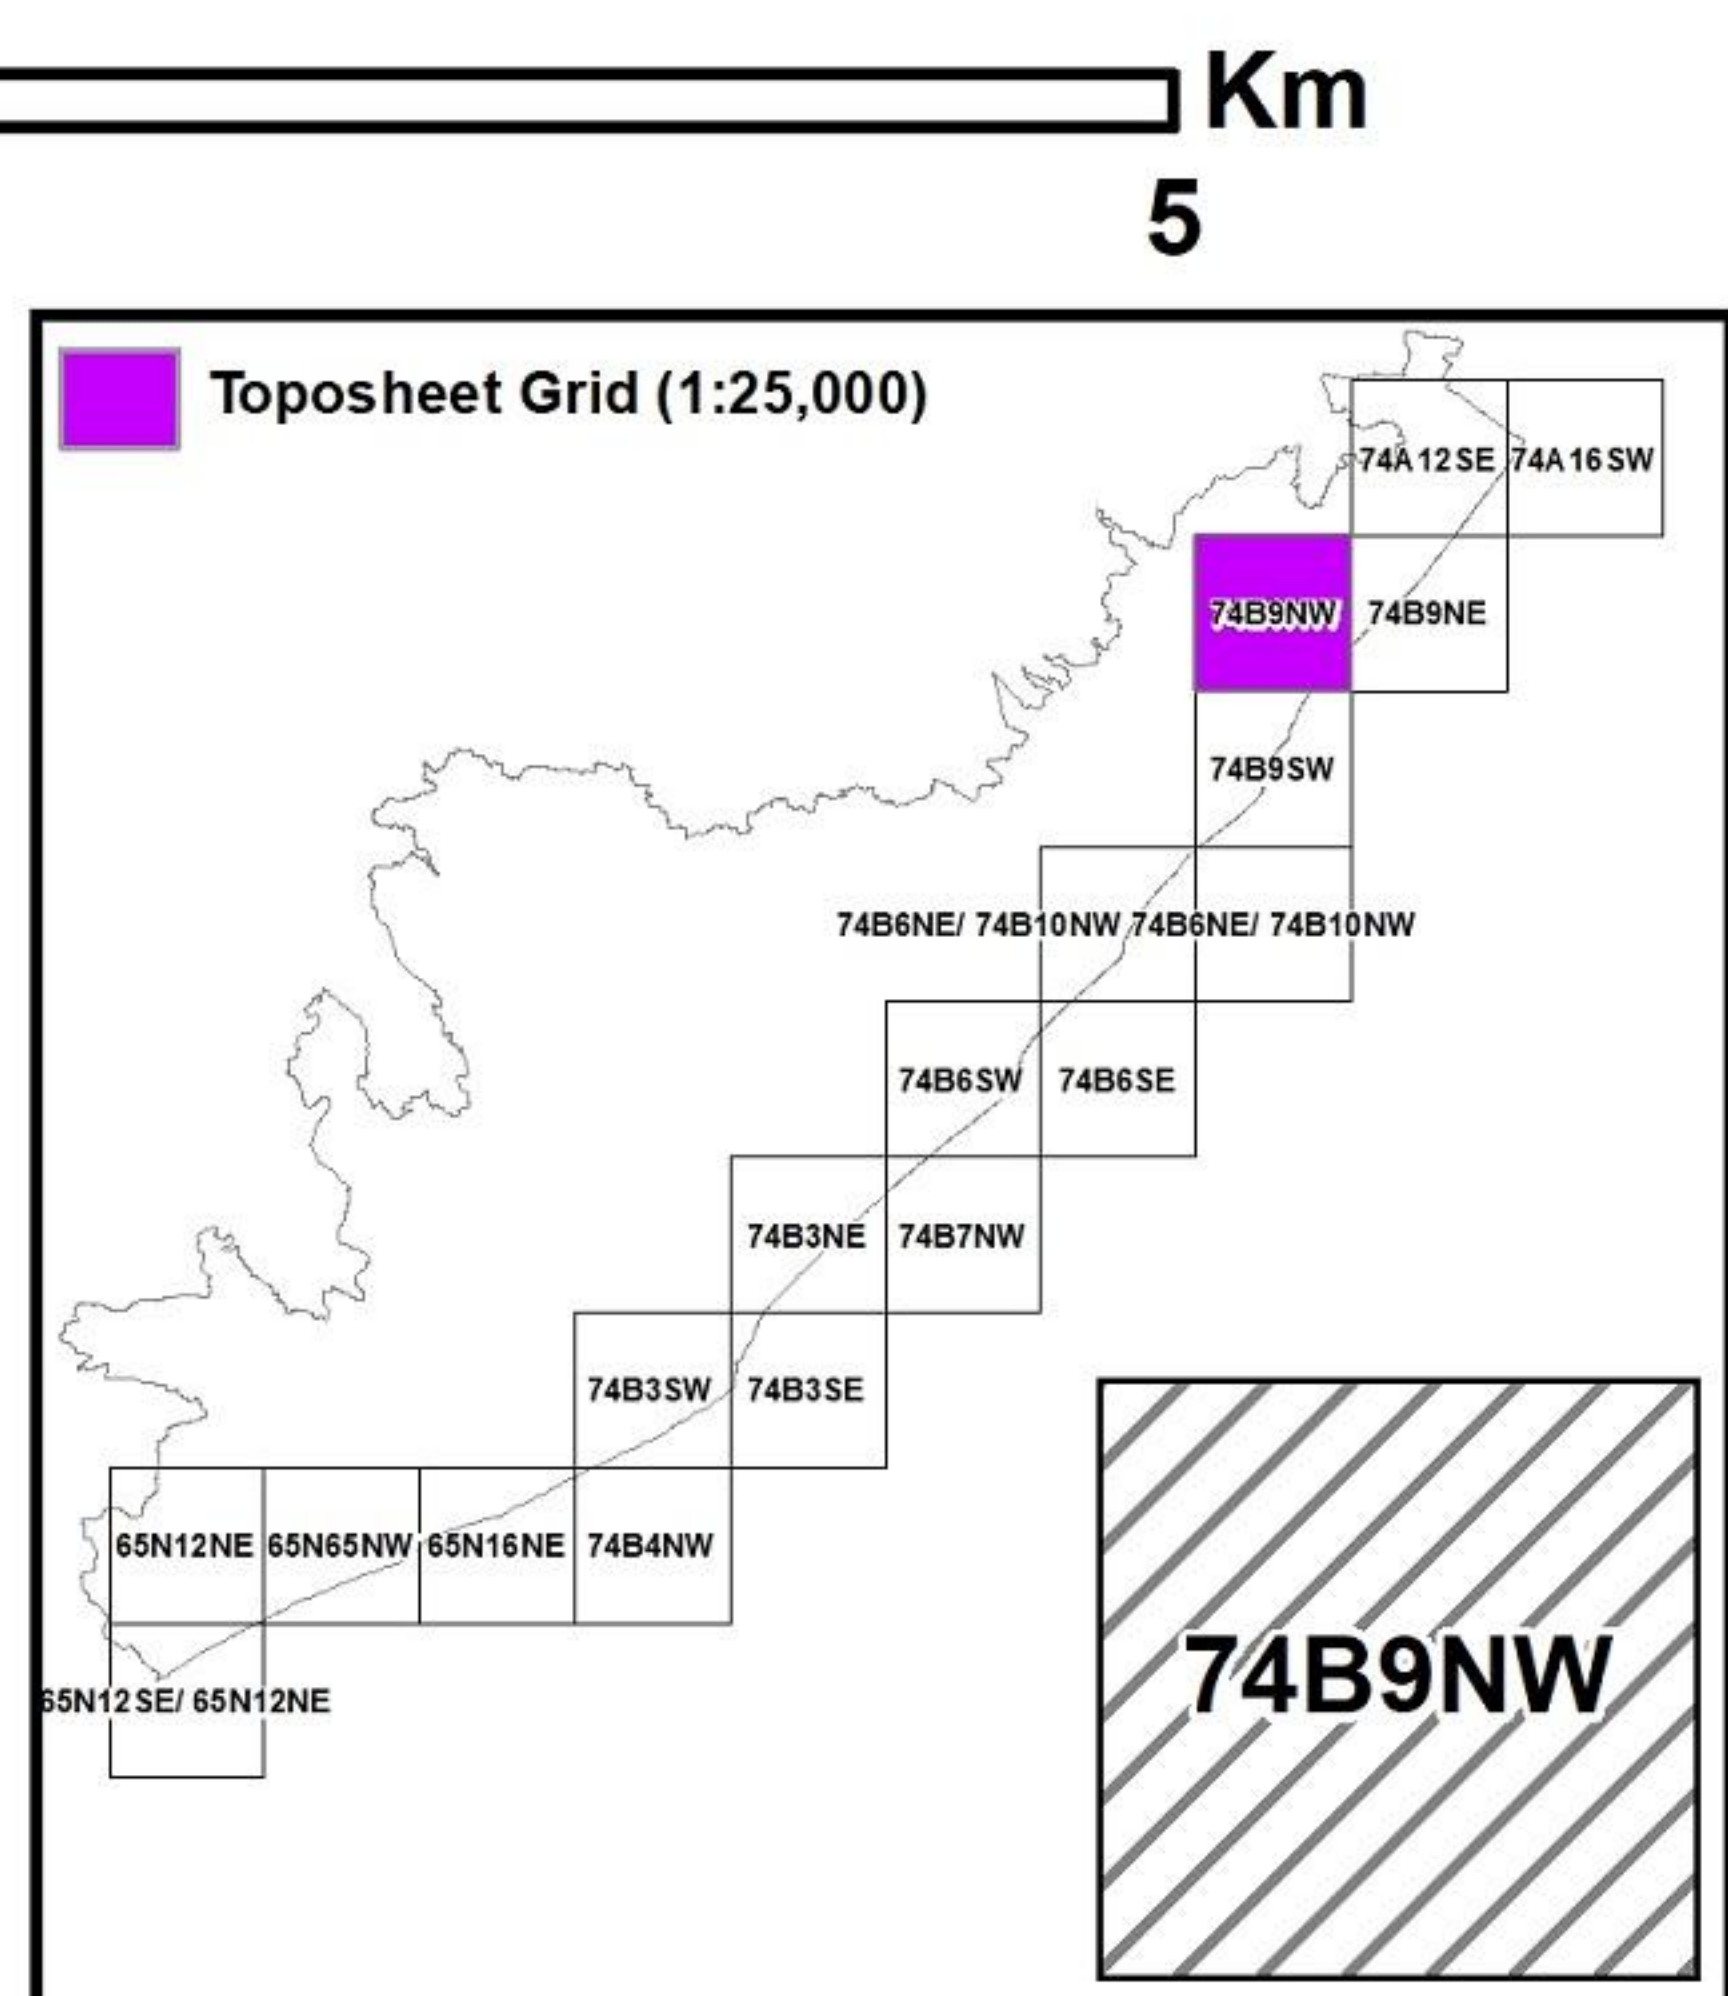 Km
5
Toposheet Grid (1:25,000)
74A12SE 74A16SW
74B9NW 74B9NE
74B9SW
74B6NE/ 74B10NW 74B6NE/ 74B10NW
74B6SW 74B6SE
74B3NE 74B7NW
74B3SW 74B3SE
65N12NE 65N65NW 65N16NE 74B4NW
74B9NW
65N12SE/ 65N12NE